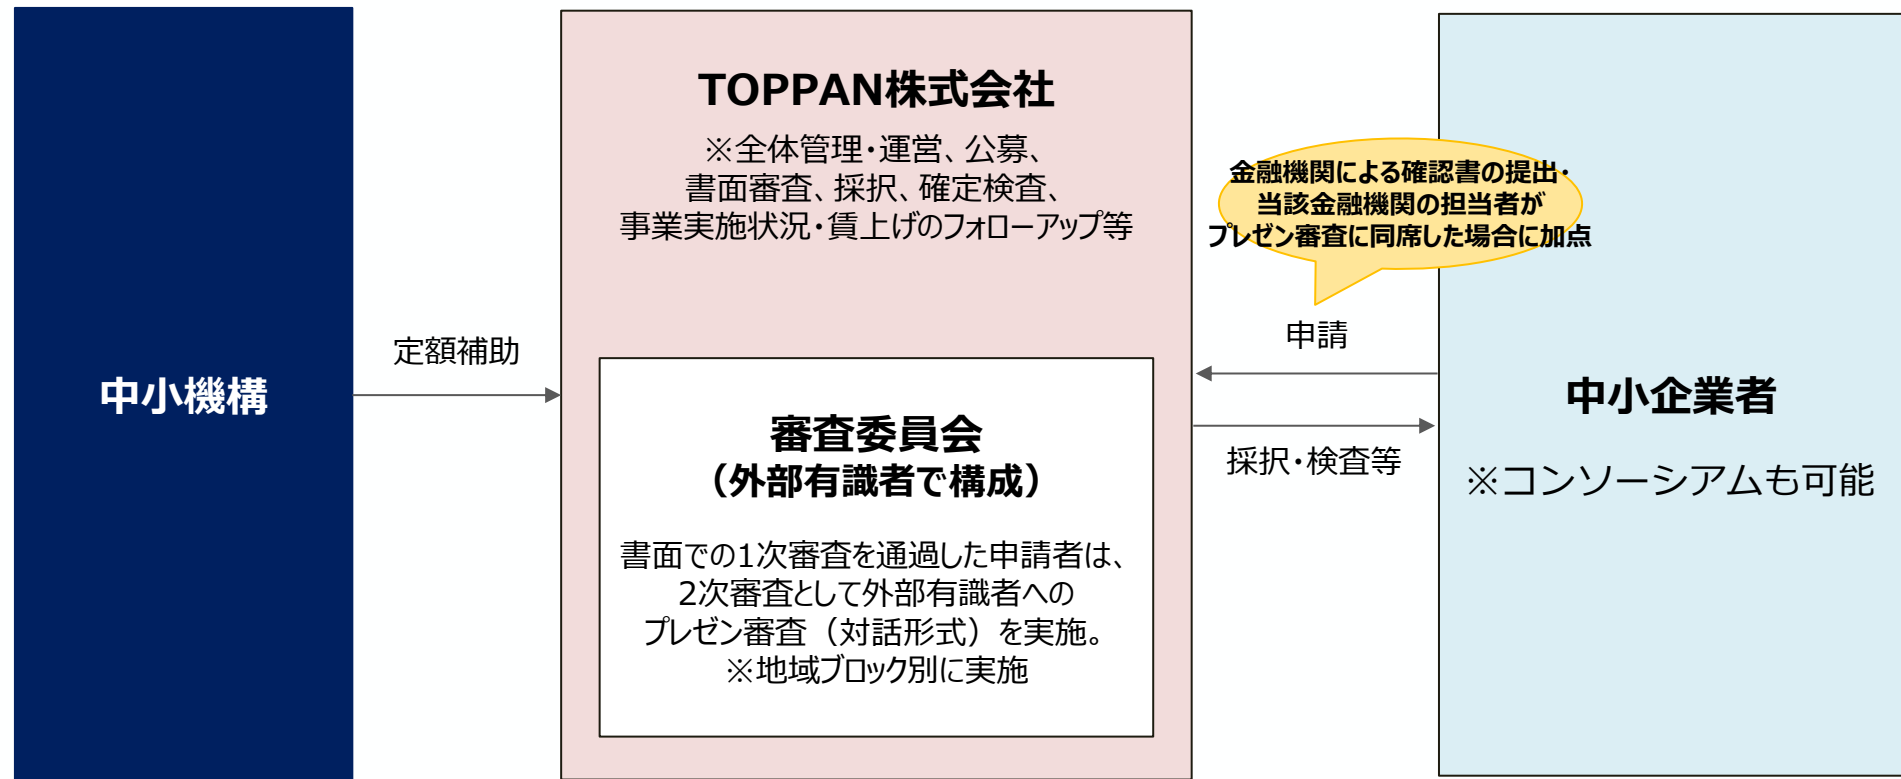 中小機構
定額補助
TOPPAN株式会社
※全体管理・運営、公募、
書面審査、採択、確定検査、
事業実施状況・賃上げのフォローアップ等
審査委員会
（外部有識者で構成）
書面での1次審査を通過した申請者は、
2次審査として外部有識者への
プレゼン審査（対話形式）を実施。
※地域ブロック別に実施
金融機関による確認書の提出・
当該金融機関の担当者が
プレゼン審査に同席した場合に加点
申請
採択・検査等
中小企業者
※コンソーシアムも可能